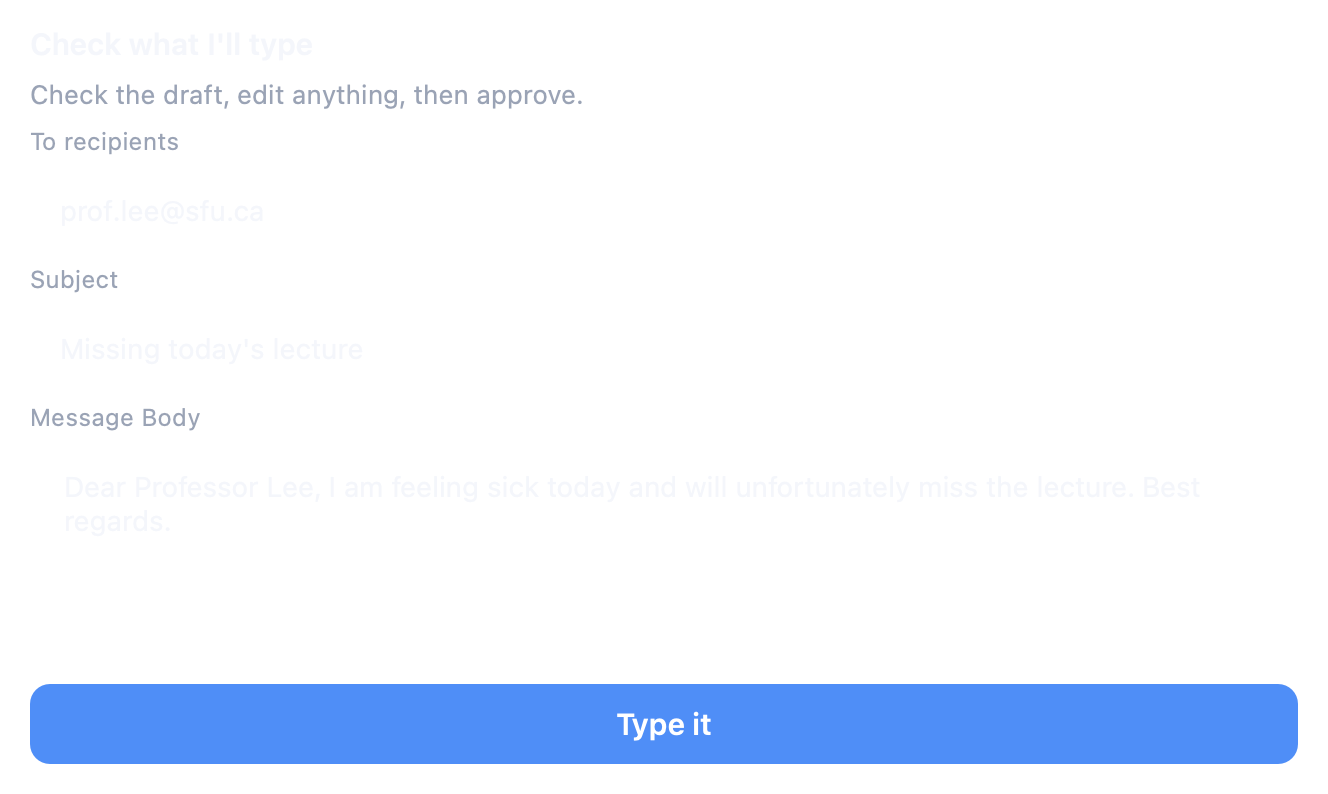 Check what I'll type
Check the draft, edit anything, then approve.
To recipients
prof.lee@sfu.ca
Subject
Missing today's lecture
Message Body
Dear Professor Lee, I am feeling sick today and will unfortunately miss the lecture. Best
regards.
Type it